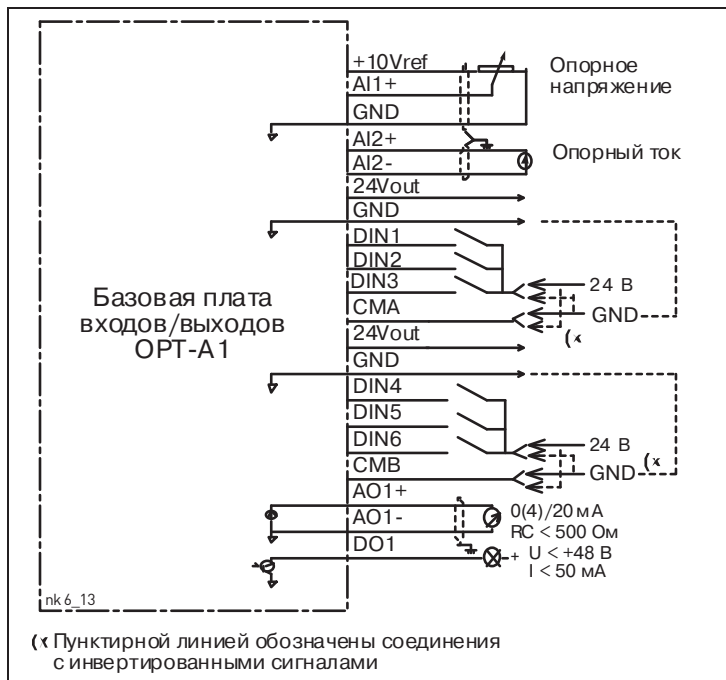 +10Vref
AI1+
GND
Опорное
напряжение
AI2+
AI2-
Опорный ток
24Vout
GND
DIN1
DIN2
DIN3
24 В
CMA
GND
(x
24Vout
GND
DIN4
DIN5
DIN6
24 В
CMB
GND
(x
AO1+
AO1-
0(4)/20 мА
RC < 500 Ом
DO1
+ U < +48 В
I < 50 мА
Базовая плата
входов/выходов
OPT-A1
nk6_13
(x Пунктирной линией обозначены соединения
с инвертированными сигналами